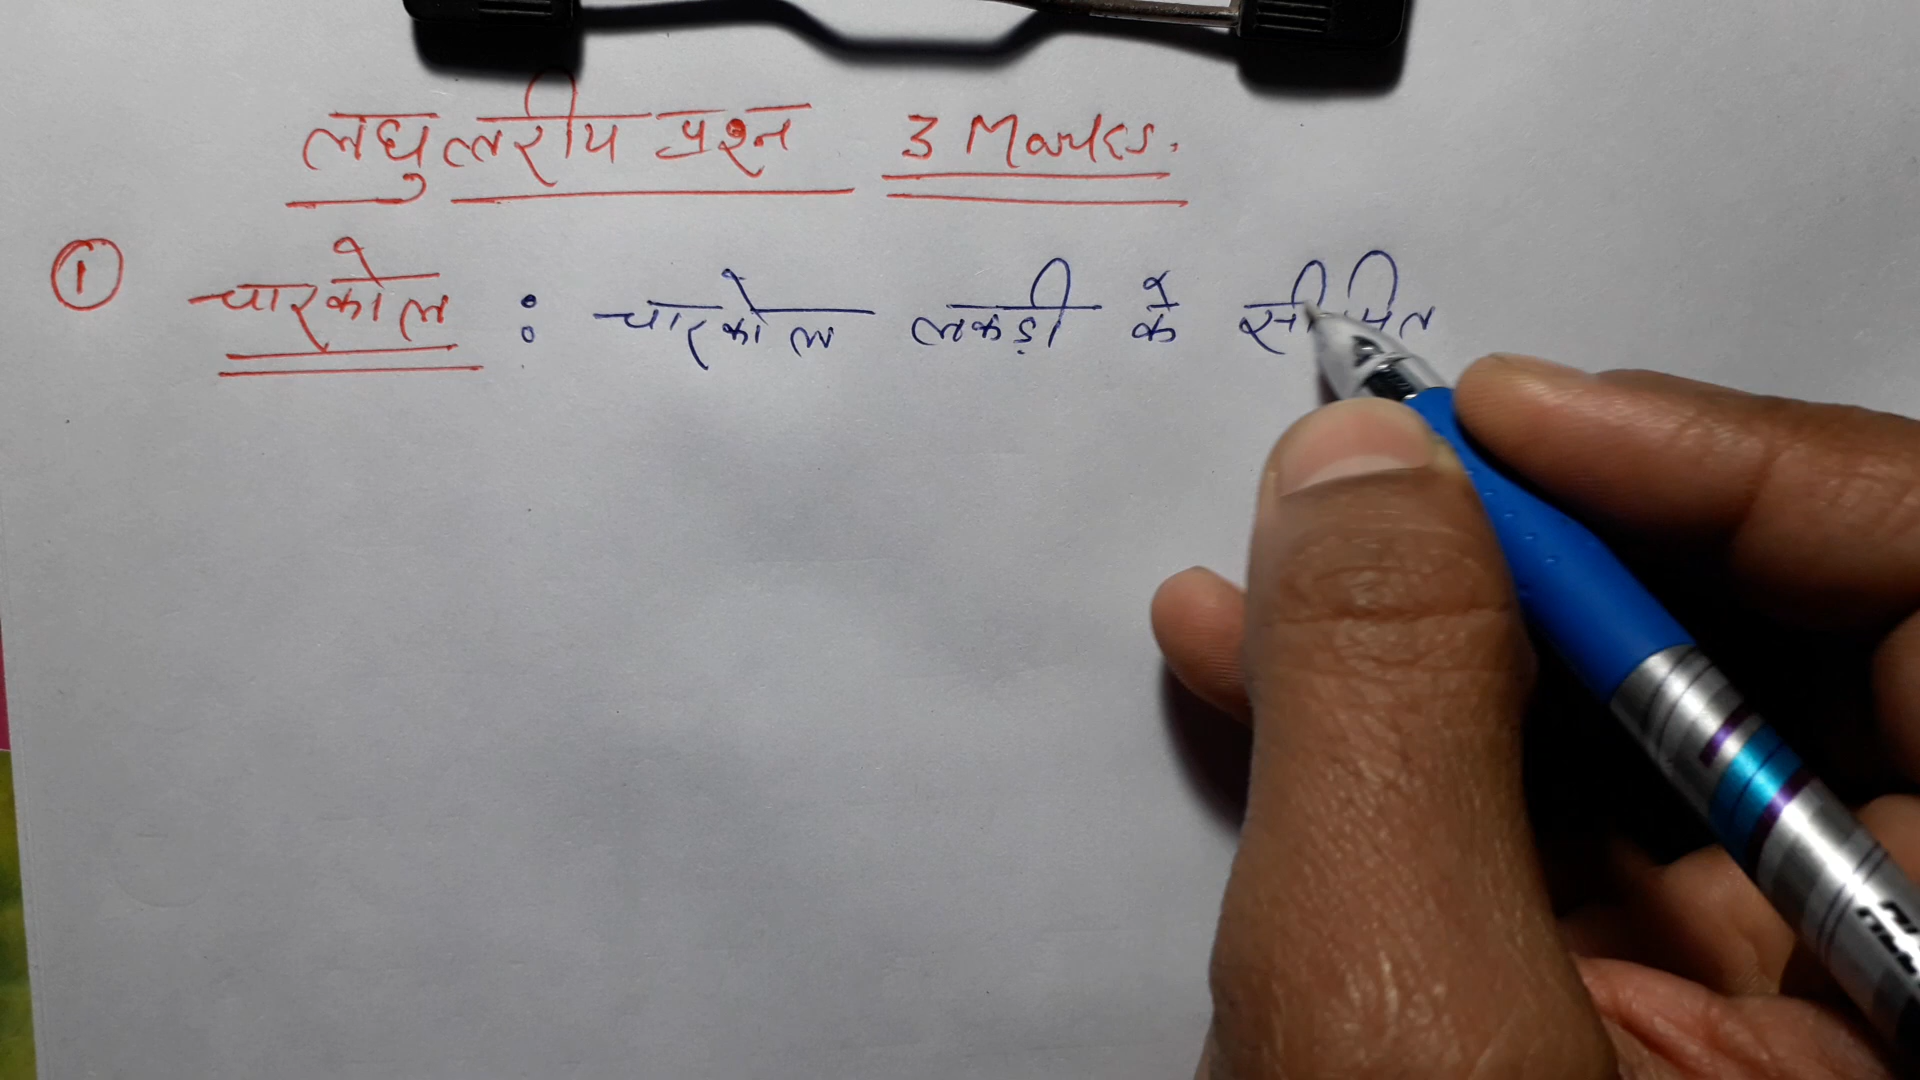 लघुत्तरीय प्रश्न 3 Marks.
① चारकोल : चारकोल लकड़ी के सीमित